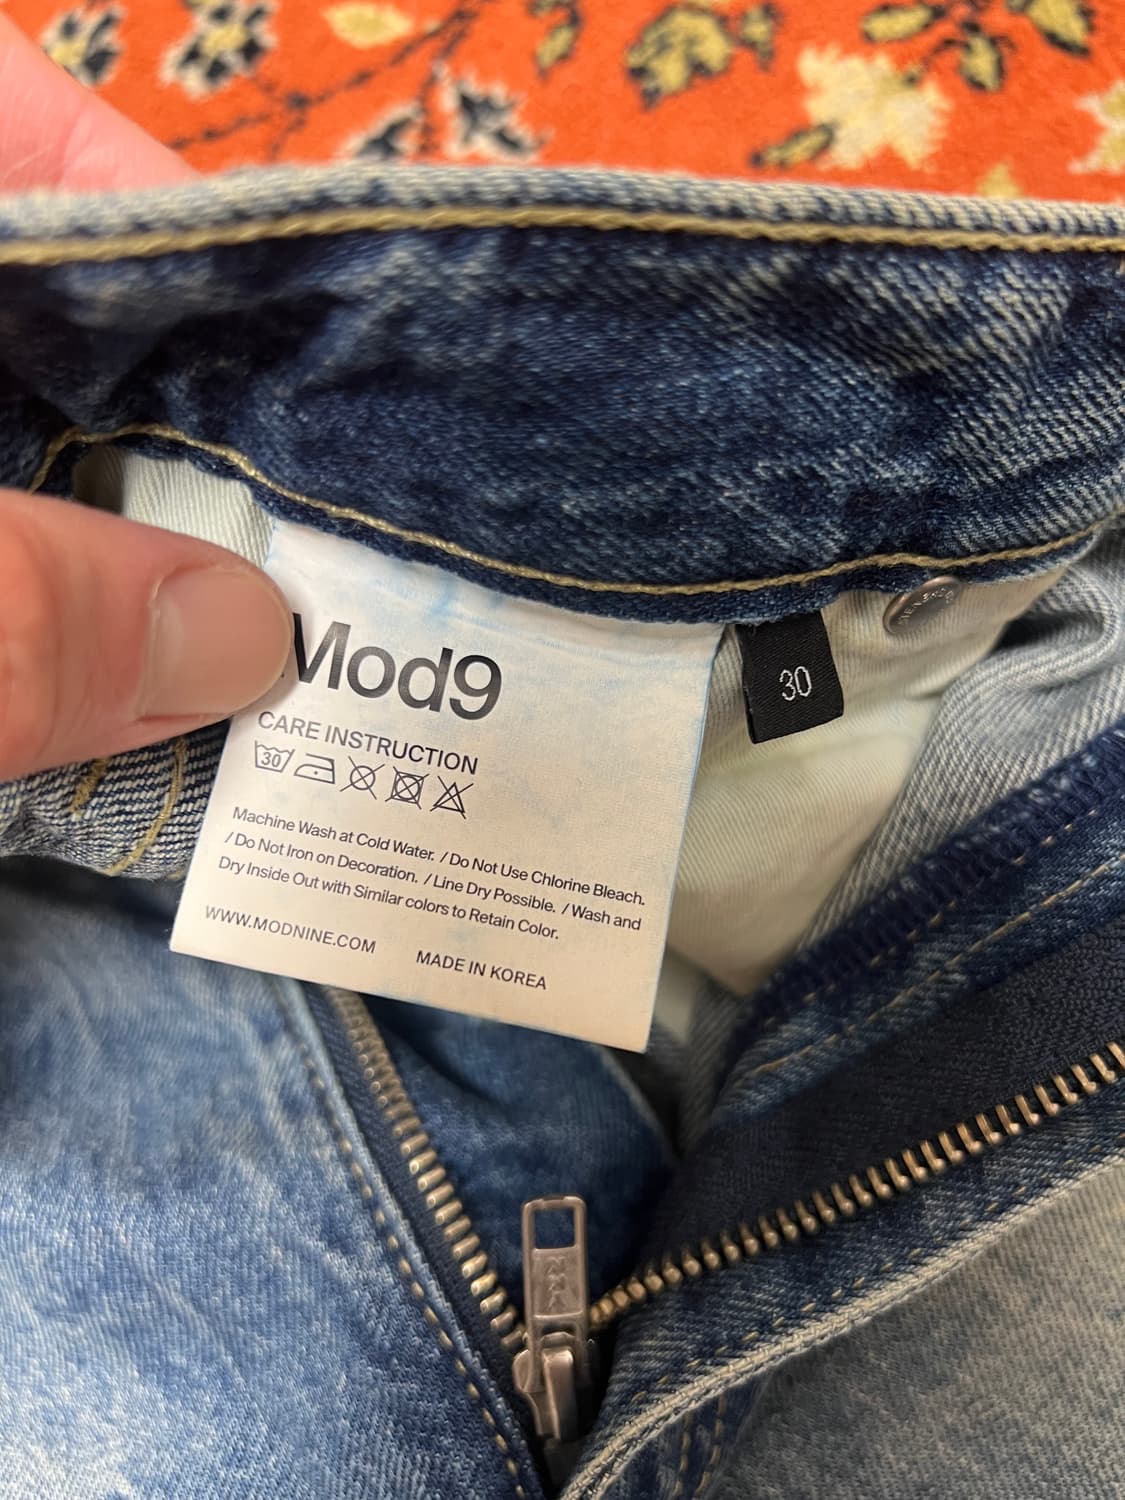 Mod9
CARE INSTRUCTION
30
Machine Wash at Cold Water. / Do Not Use Chlorine Bleach.
/ Do Not Iron on Decoration. / Line Dry Possible. / Wash and
Dry Inside Out with Similar colors to Retain Color.
WWW.MODNINE.COM MADE IN KOREA
30